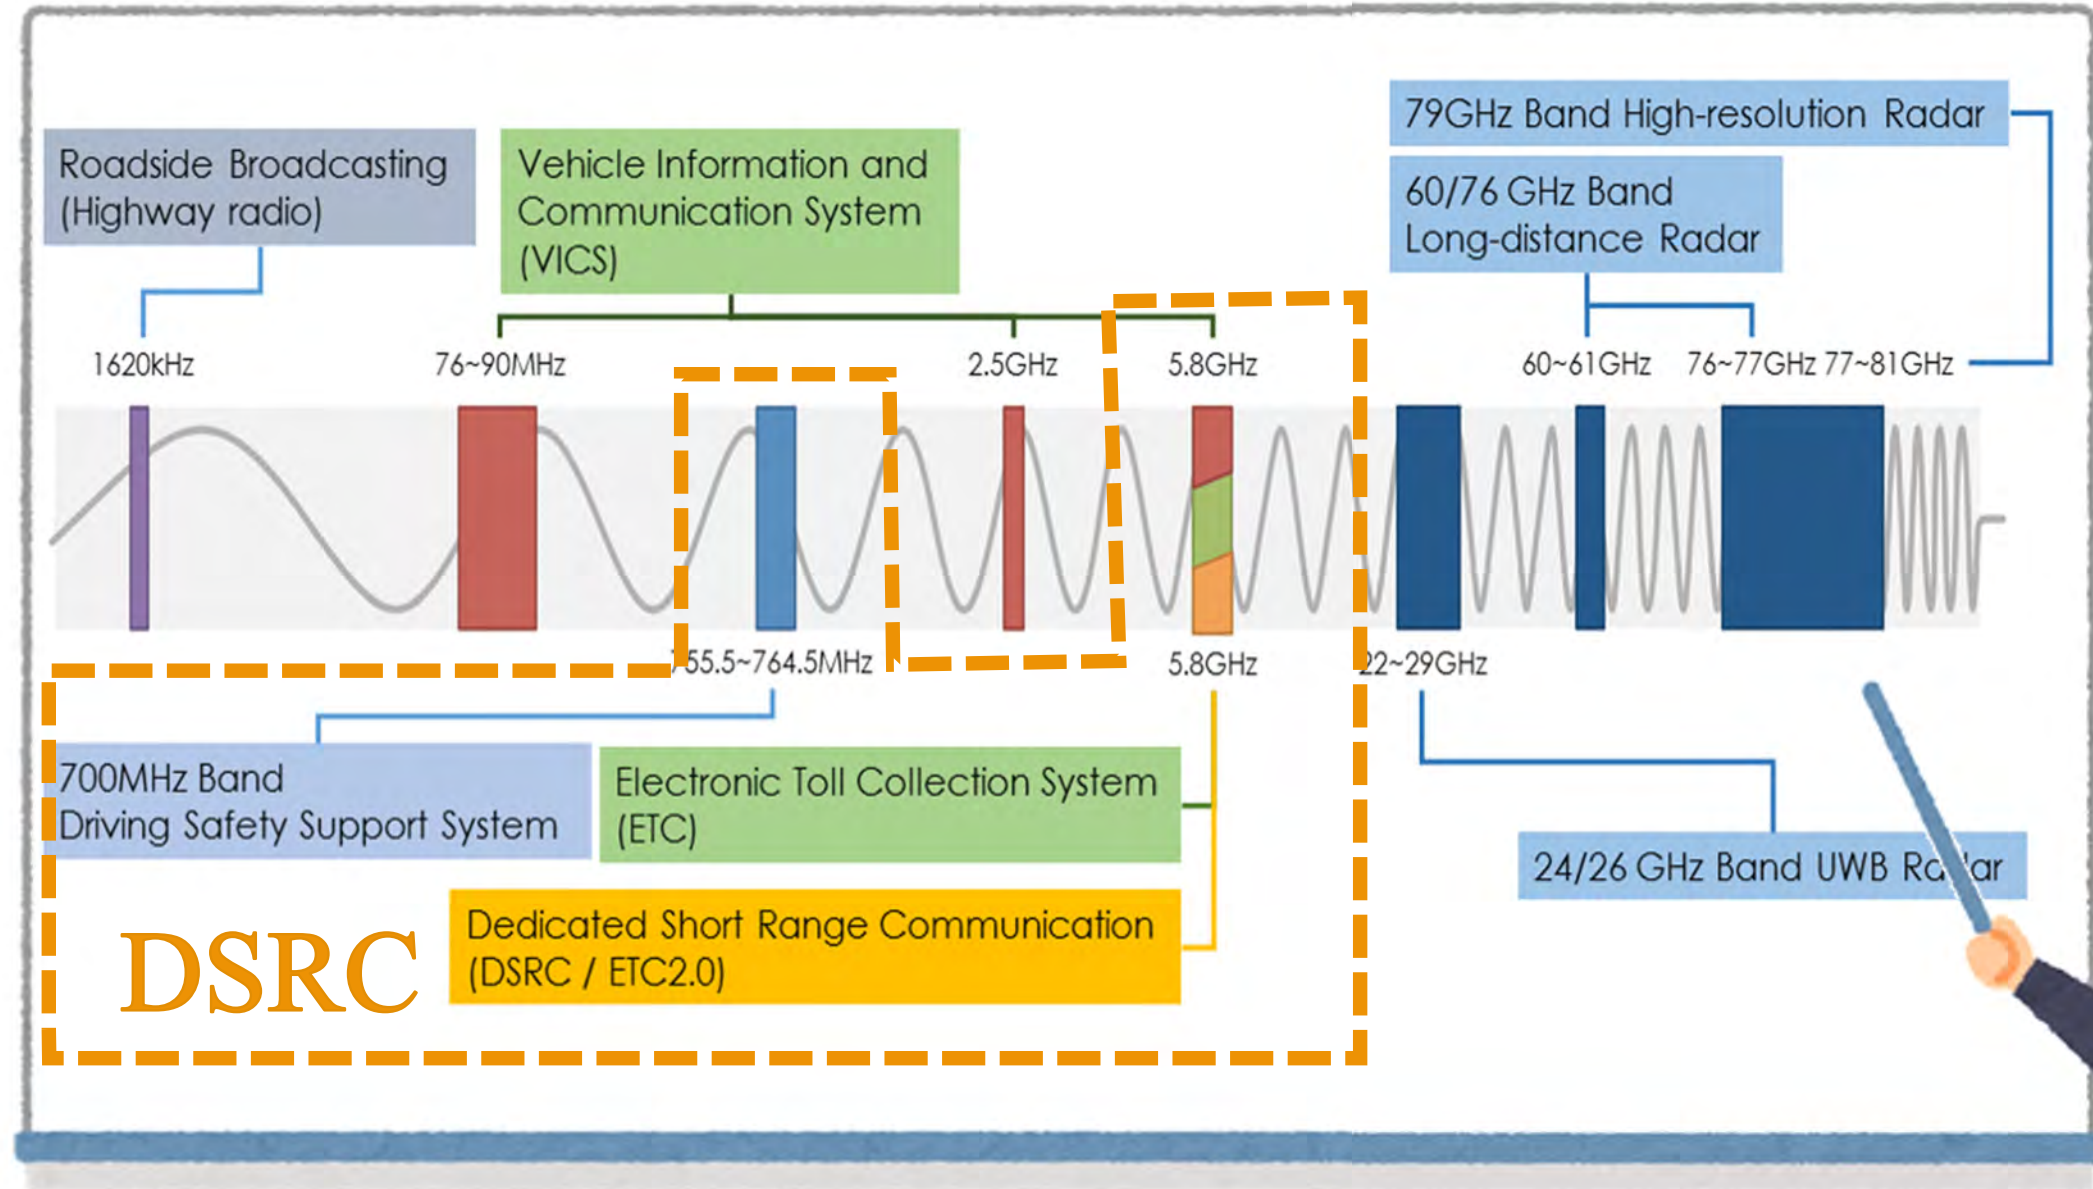 79GHz Band High-resolution Radar
Roadside Broadcasting
(Highway radio)
Vehicle Information and
Communication System
(VICS)
60/76 GHz Band
Long-distance Radar
1620kHz
76~90MHz
2.5GHz
5.8GHz
60~61GHz
76~77GHz
77~81GHz
755.5~764.5MHz
5.8GHz
22~29GHz
700MHz Band
Driving Safety Support System
Electronic Toll Collection System
(ETC)
24/26 GHz Band UWB Radar
DSRC
Dedicated Short Range Communication
(DSRC / ETC2.0)